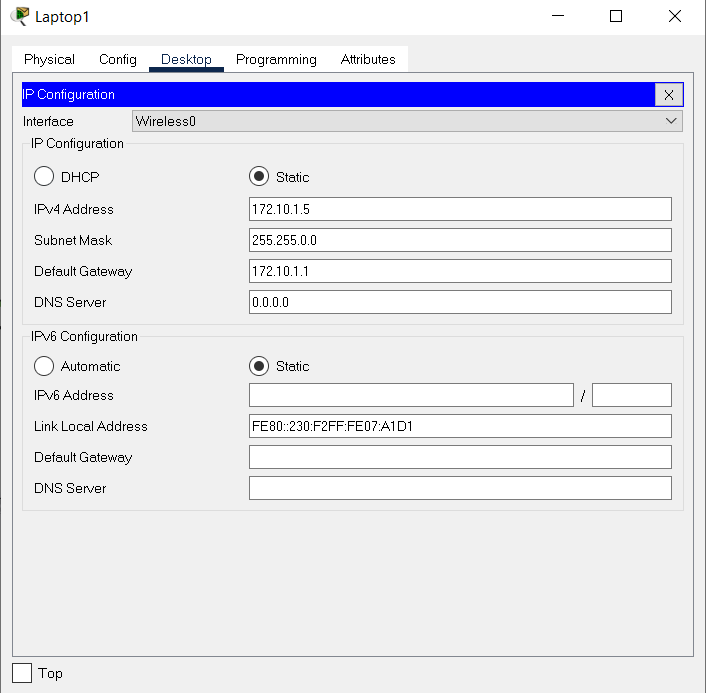 Laptop1
Physical Config Desktop Programming Attributes
IP Configuration X
Interface Wireless0
IP Configuration
DHCP Static
IPv4 Address 172.10.1.5
Subnet Mask 255.255.0.0
Default Gateway 172.10.1.1
DNS Server 0.0.0.0
IPv6 Configuration
Automatic Static
IPv6 Address /
Link Local Address FE80::230:F2FF:FE07:A1D1
Default Gateway
DNS Server
Top